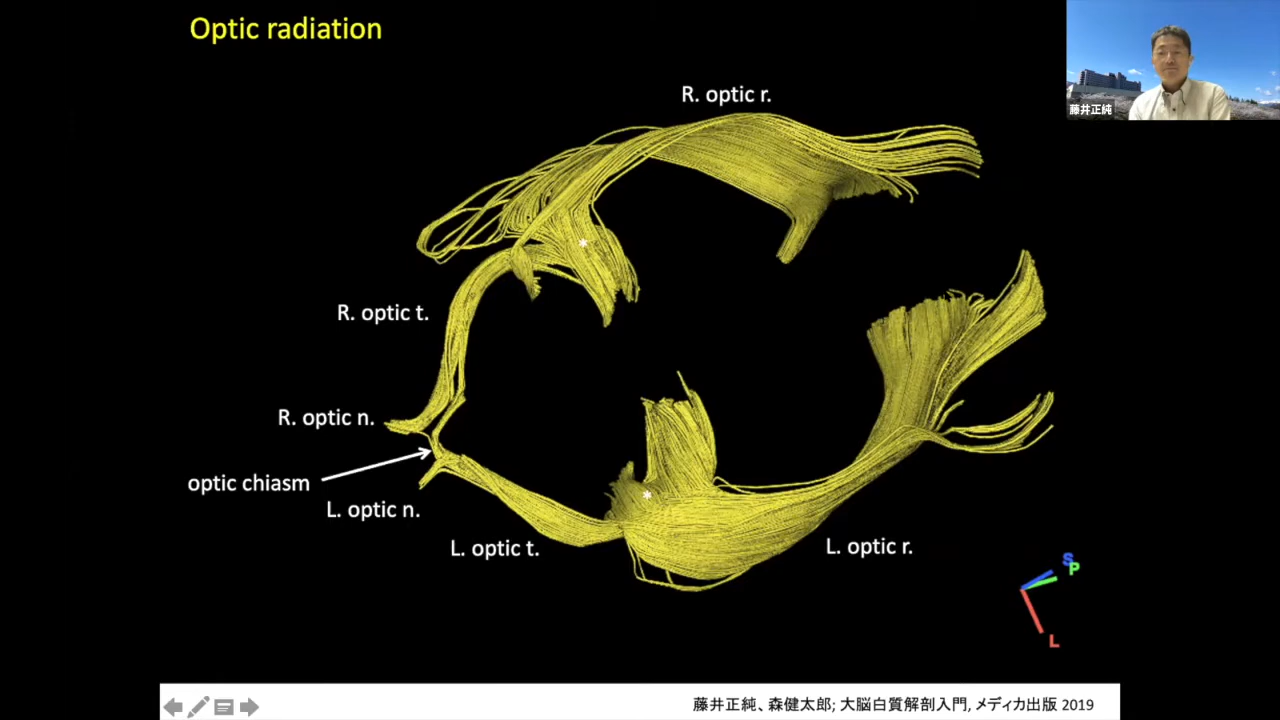 Optic radiation
R. optic r.
藤井正純
R. optic t.
R. optic n.
optic chiasm
L. optic n.
L. optic t.
L. optic r.
*
*
S
P
L
藤井正純、森健太郎; 大脳白質解剖入門, メディカ出版 2019